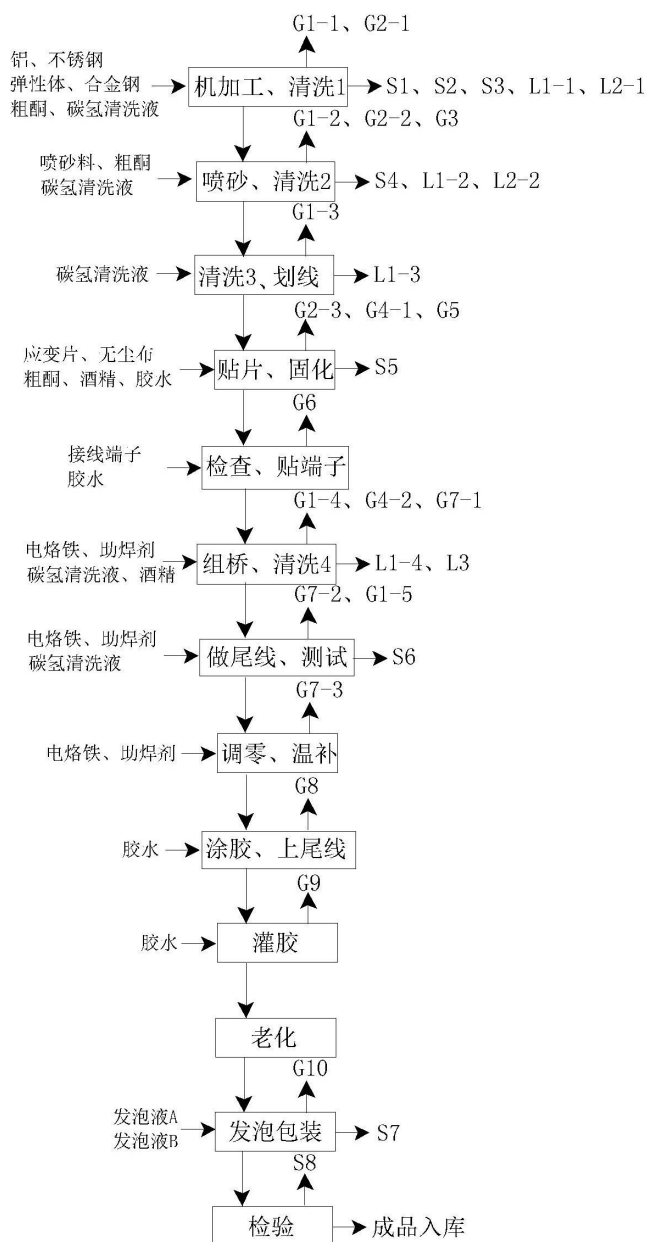 G1-1、G2-1
铝、不锈钢
弹性体、合金钢
粗酮、碳氢清洗液
机加工、清洗1
S1、S2、S3、L1-1、L2-1
G1-2、G2-2、G3
喷砂料、粗酮
碳氢清洗液
喷砂、清洗2
S4、L1-2、L2-2
G1-3
碳氢清洗液
清洗3、划线
L1-3
G2-3、G4-1、G5
应变片、无尘布
粗酮、酒精、胶水
贴片、固化
S5
G6
接线端子
胶水
检查、贴端子
G1-4、G4-2、G7-1
电烙铁、助焊剂
碳氢清洗液、酒精
组桥、清洗4
L1-4、L3
G7-2、G1-5
电烙铁、助焊剂
碳氢清洗液
做尾线、测试
S6
G7-3
电烙铁、助焊剂
调零、温补
G8
胶水
涂胶、上尾线
G9
胶水
灌胶
老化
G10
发泡液A
发泡液B
发泡包装
S7
S8
检验
成品入库